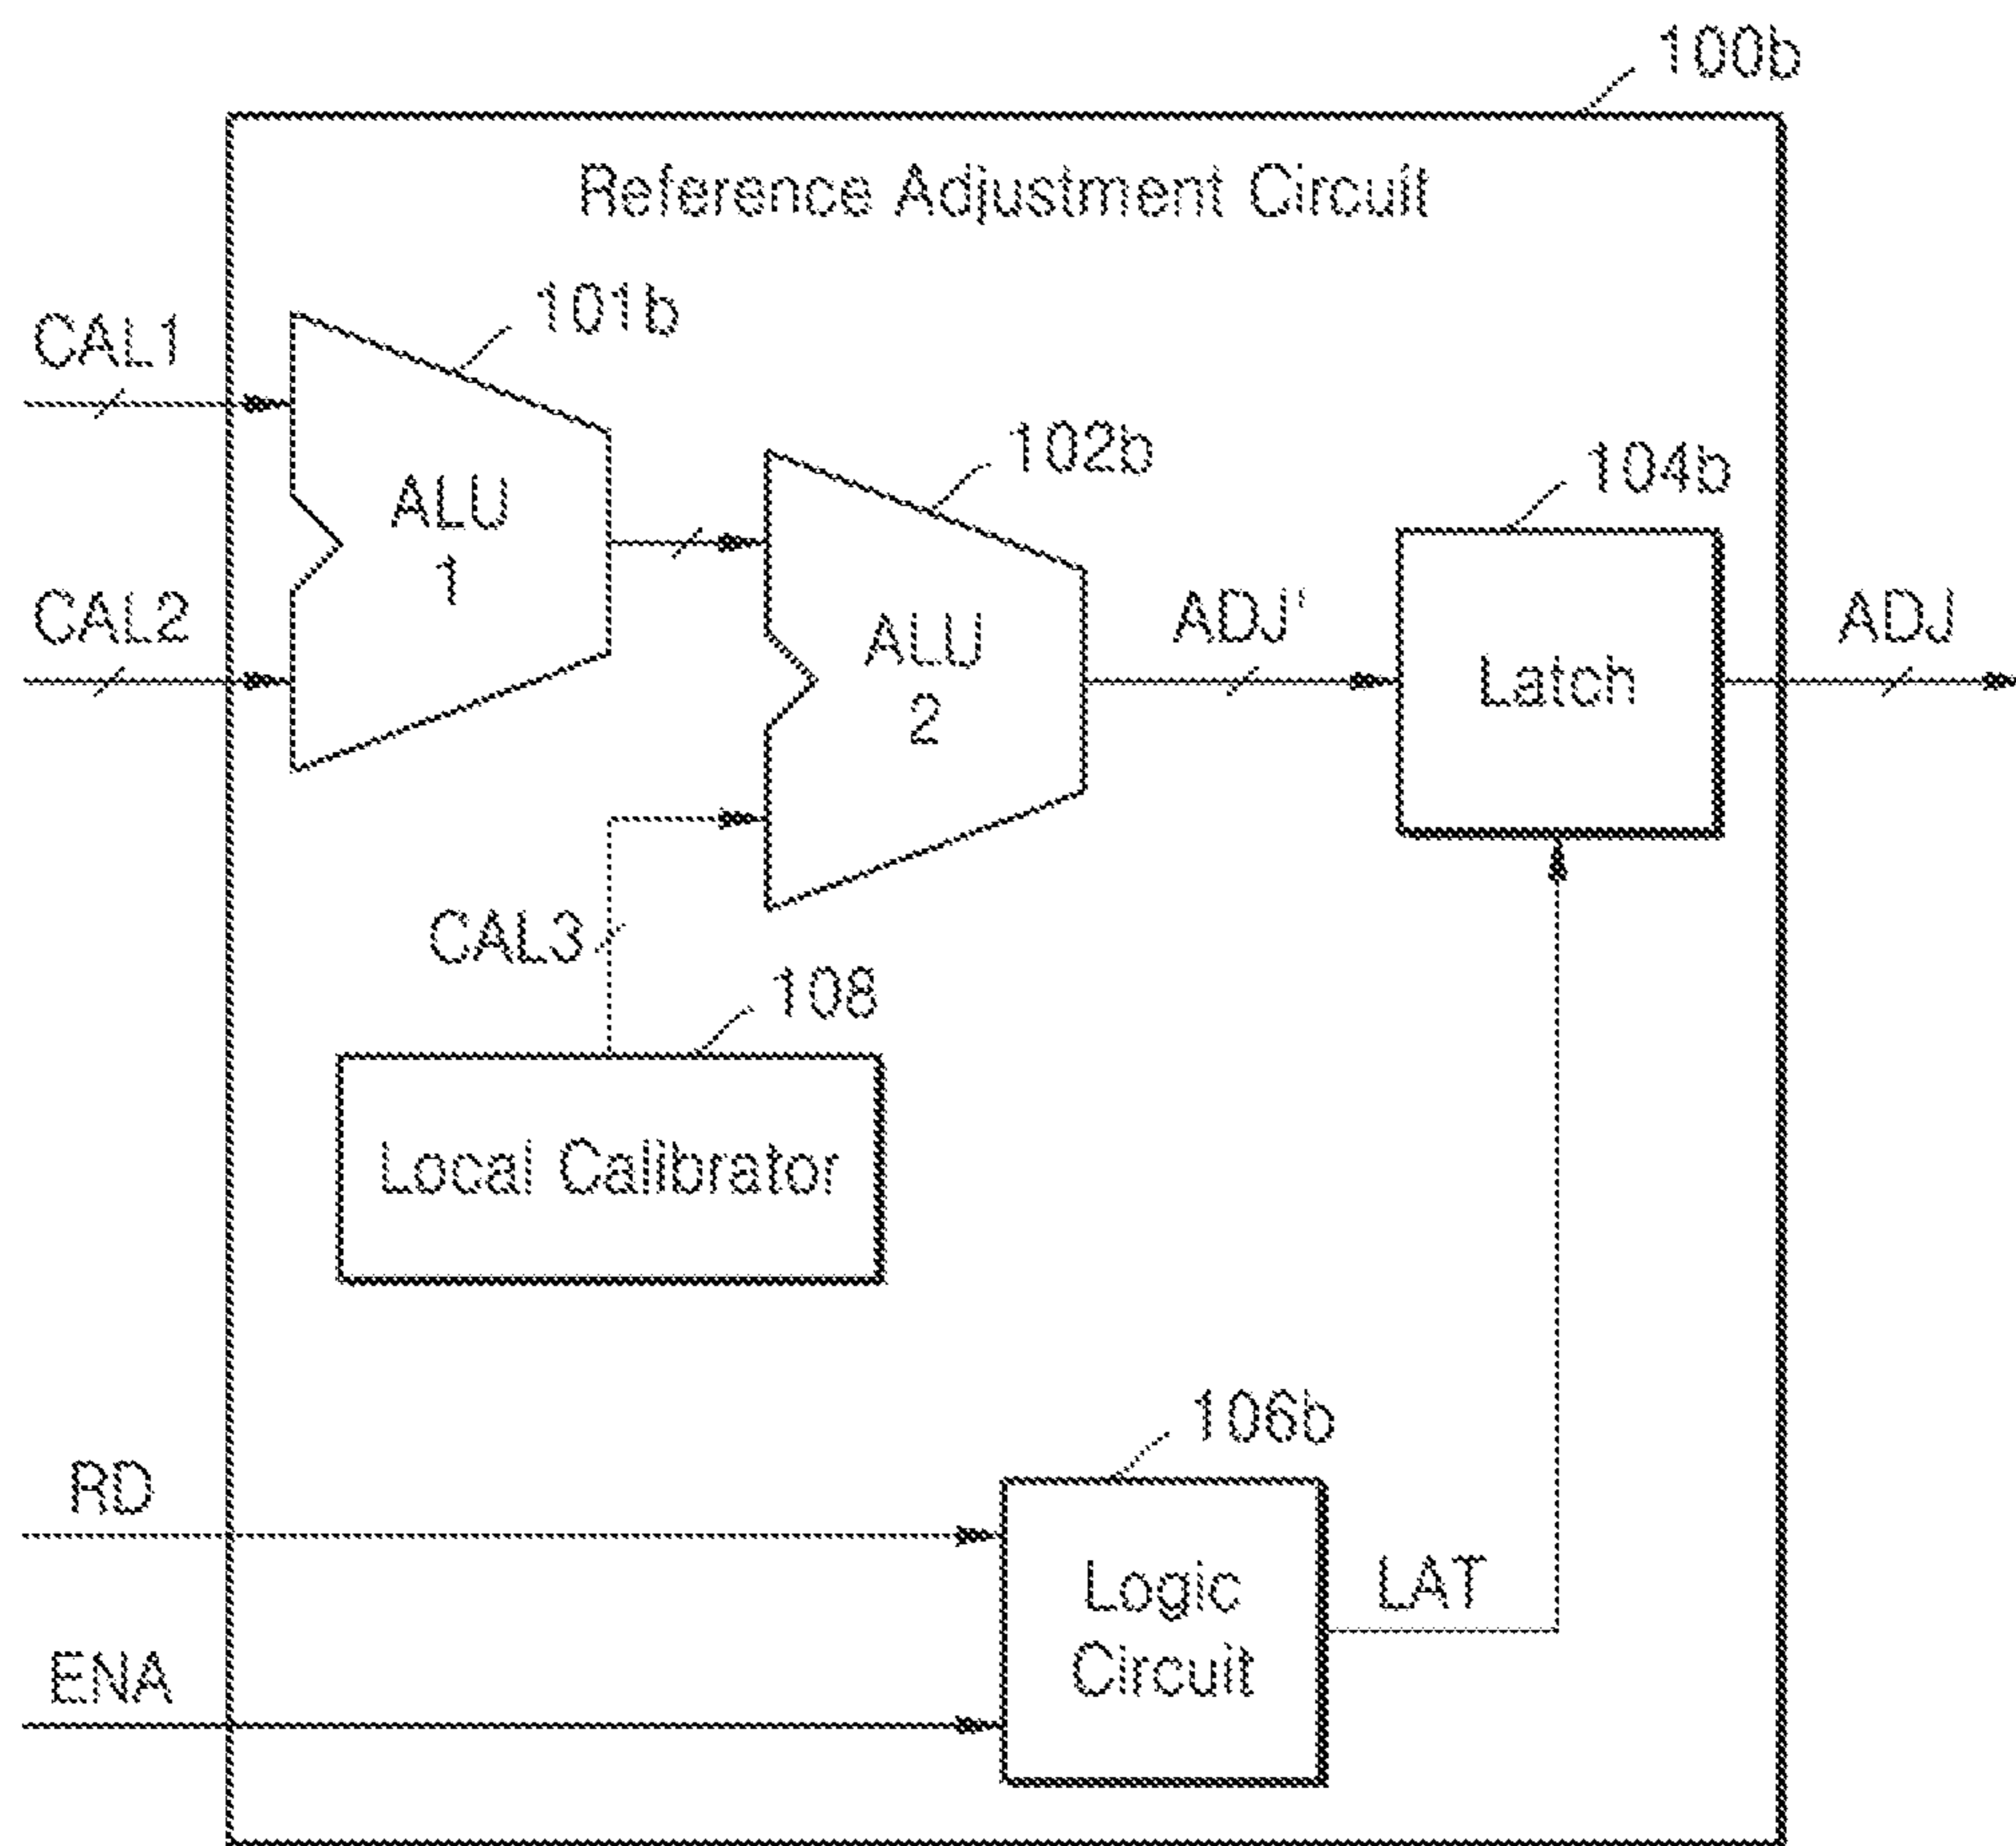 100b
Reference Adjustment Circuit
CAL1
101b
ALU
1
CAL2
102b
ALU
2
ADJ'
104b
Latch
ADJ
CAL3
108
Local Calibrator
RD
106b
Logic
Circuit
LAT
ENA